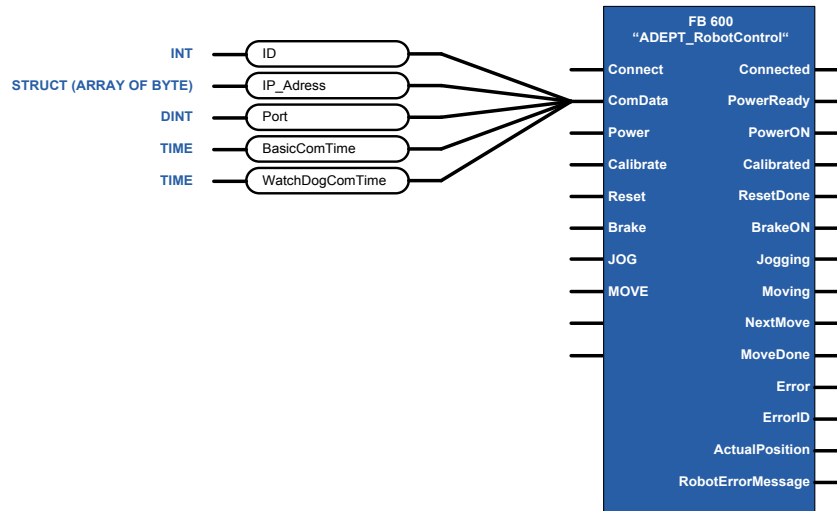 FB 600
“ADEPT_RobotControl“
INT ID
STRUCT (ARRAY OF BYTE) IP_Adress
DINT Port
TIME BasicComTime
TIME WatchDogComTime
Connect Connected
ComData PowerReady
Power PowerON
Calibrate Calibrated
Reset ResetDone
Brake BrakeON
JOG Jogging
MOVE Moving
NextMove
MoveDone
Error
ErrorID
ActualPosition
RobotErrorMessage